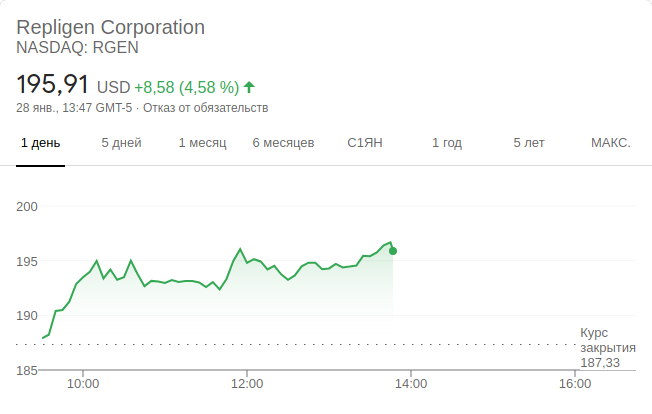 Repligen Corporation
NASDAQ: RGEN
195,91 USD +8,58 (4,58 %)
28 янв., 13:47 GMT-5 · Отказ от обязательств
1 день 5 дней 1 месяц 6 месяцев С1ЯН 1 год 5 лет МАКС.
200
195
190
Курс
закрытия
187,33
185
10:00 12:00 14:00 16:00